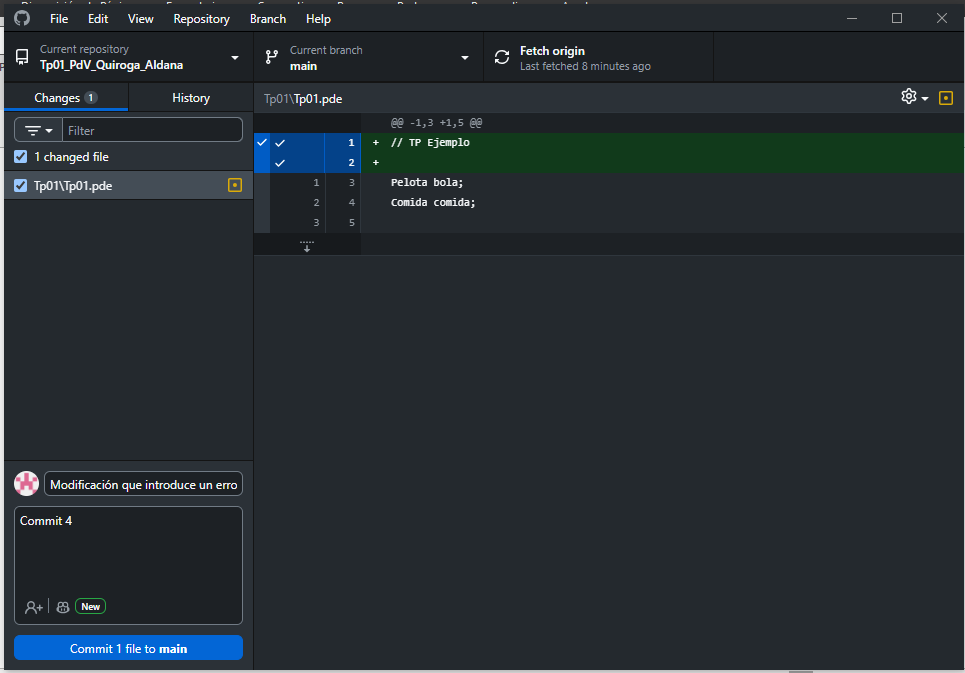 File Edit View Repository Branch Help
Current repository
Tp01_PdV_Quiroga_Aldana
Current branch
main
Fetch origin
Last fetched 8 minutes ago
Changes 1
History
Tp01\Tp01.pde
Filter
1 changed file
Tp01\Tp01.pde
@@ -1,3 +1,5 @@
1 + // TP Ejemplo
2 +
1 3 Pelota bola;
2 4 Comida comida;
3 5
Modificación que introduce un erro
Commit 4
New
Commit 1 file to main